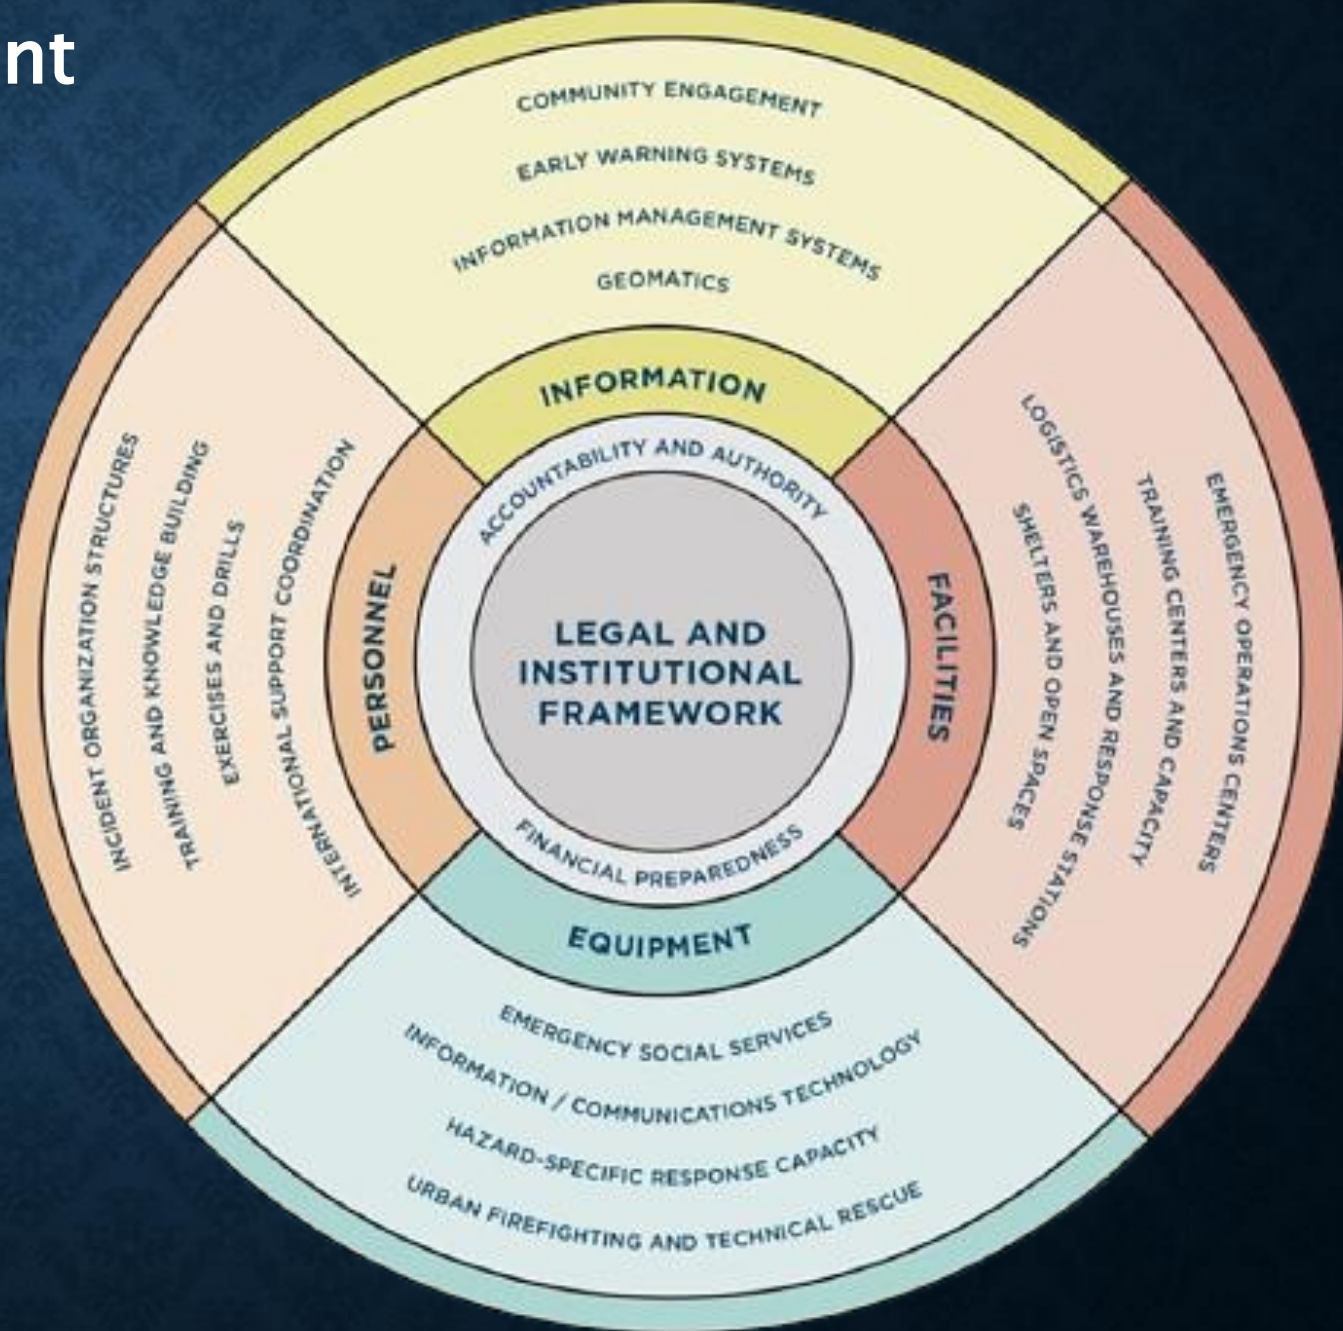 nt
COMMUNITY ENGAGEMENT
EARLY WARNING SYSTEMS
INFORMATION MANAGEMENT SYSTEMS
GEOMATICS
INFORMATION
ACCOUNTABILITY AND AUTHORITY
LEGAL AND
INSTITUTIONAL
FRAMEWORK
FINANCIAL PREPAREDNESS
PERSONNEL
INCIDENT ORGANIZATION STRUCTURES
TRAINING AND KNOWLEDGE BUILDING
EXERCISES AND DRILLS
INTERNATIONAL SUPPORT COORDINATION
FACILITIES
EMERGENCY OPERATIONS CENTERS
TRAINING CENTERS AND CAPACITY
LOGISTICS WAREHOUSES AND RESPONSE STATIONS
SHELTERS AND OPEN SPACES
EQUIPMENT
EMERGENCY SOCIAL SERVICES
INFORMATION / COMMUNICATIONS TECHNOLOGY
HAZARD-SPECIFIC RESPONSE CAPACITY
URBAN FIREFIGHTING AND TECHNICAL RESCUE